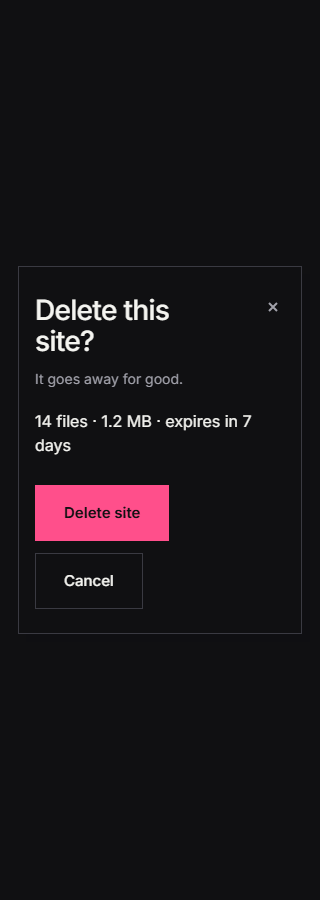 Delete this
site?
×
It goes away for good.
14 files · 1.2 MB · expires in 7
days
Delete site
Cancel